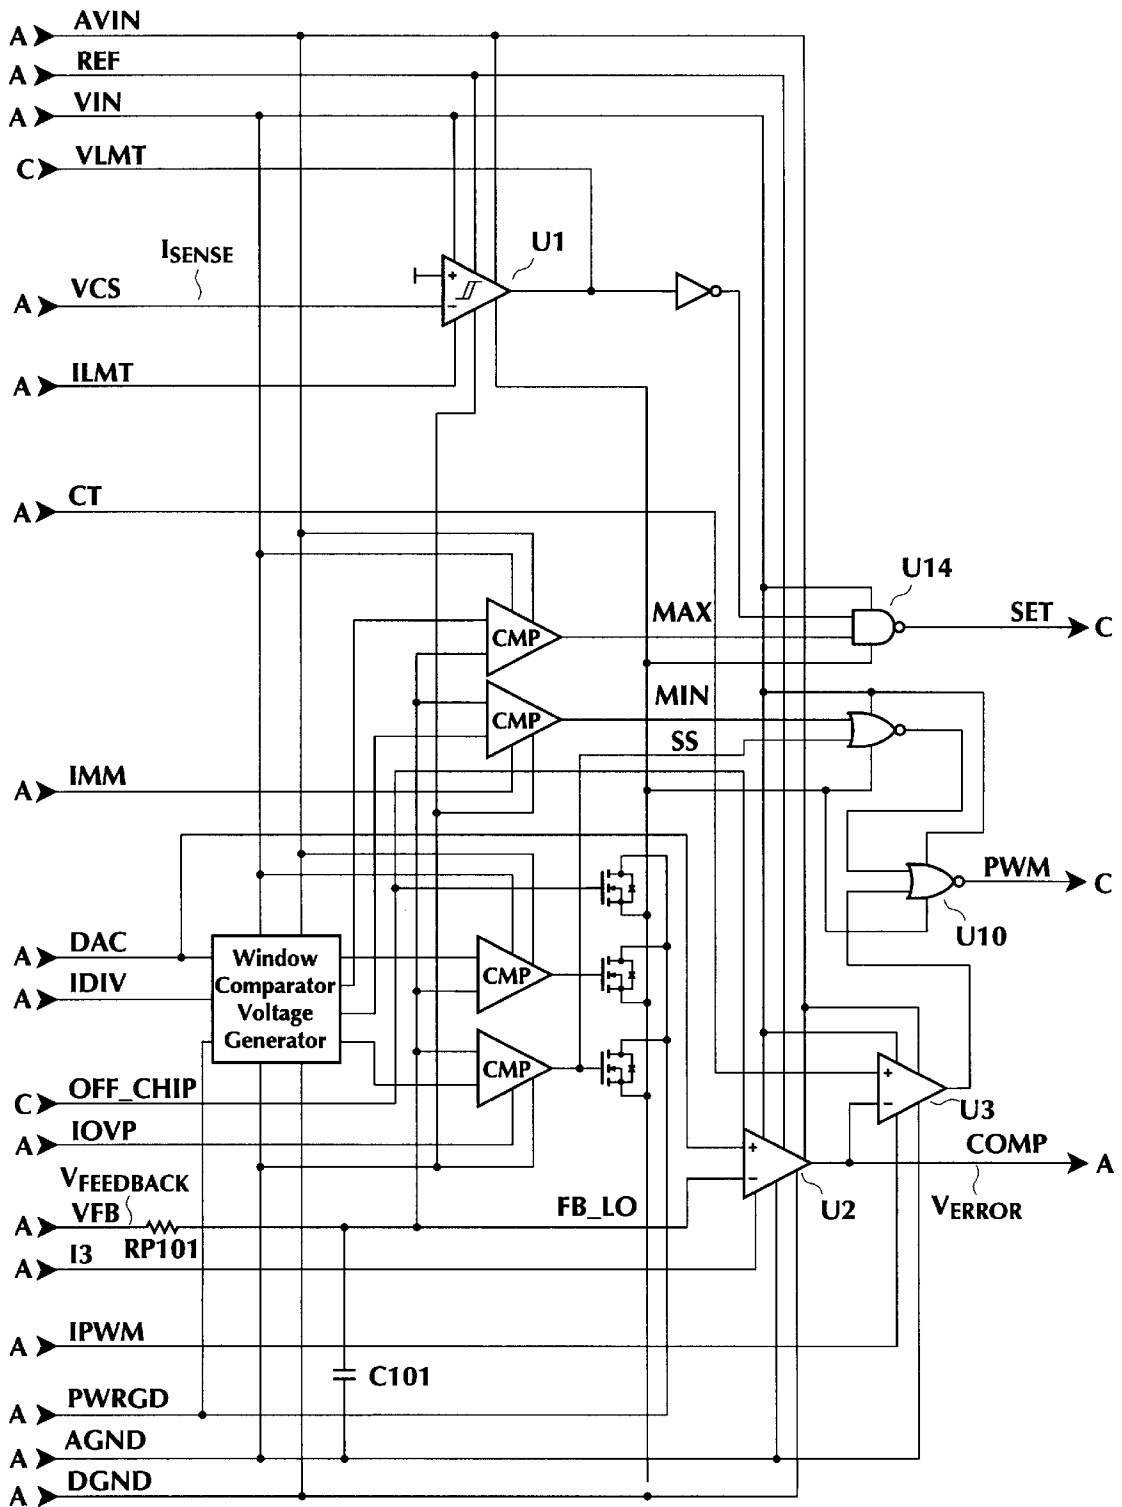 A AVIN
A REF
A VIN
C VLMT
ISENSE
U1
+
A VCS
-
A ILMT
A CT
U14
CMP
MAX
SET C
CMP
MIN
SS
A IMM
PWM C
U10
A DAC
A IDIV
Window
Comparator
Voltage
Generator
CMP
CMP
C OFF_CHIP
A IOVP
+
-
U3
+
-
COMP A
U2
VERROR
VFEEDBACK
A VFB
RP101
FB_LO
A I3
A IPWM
C101
A PWRGD
A AGND
A DGND